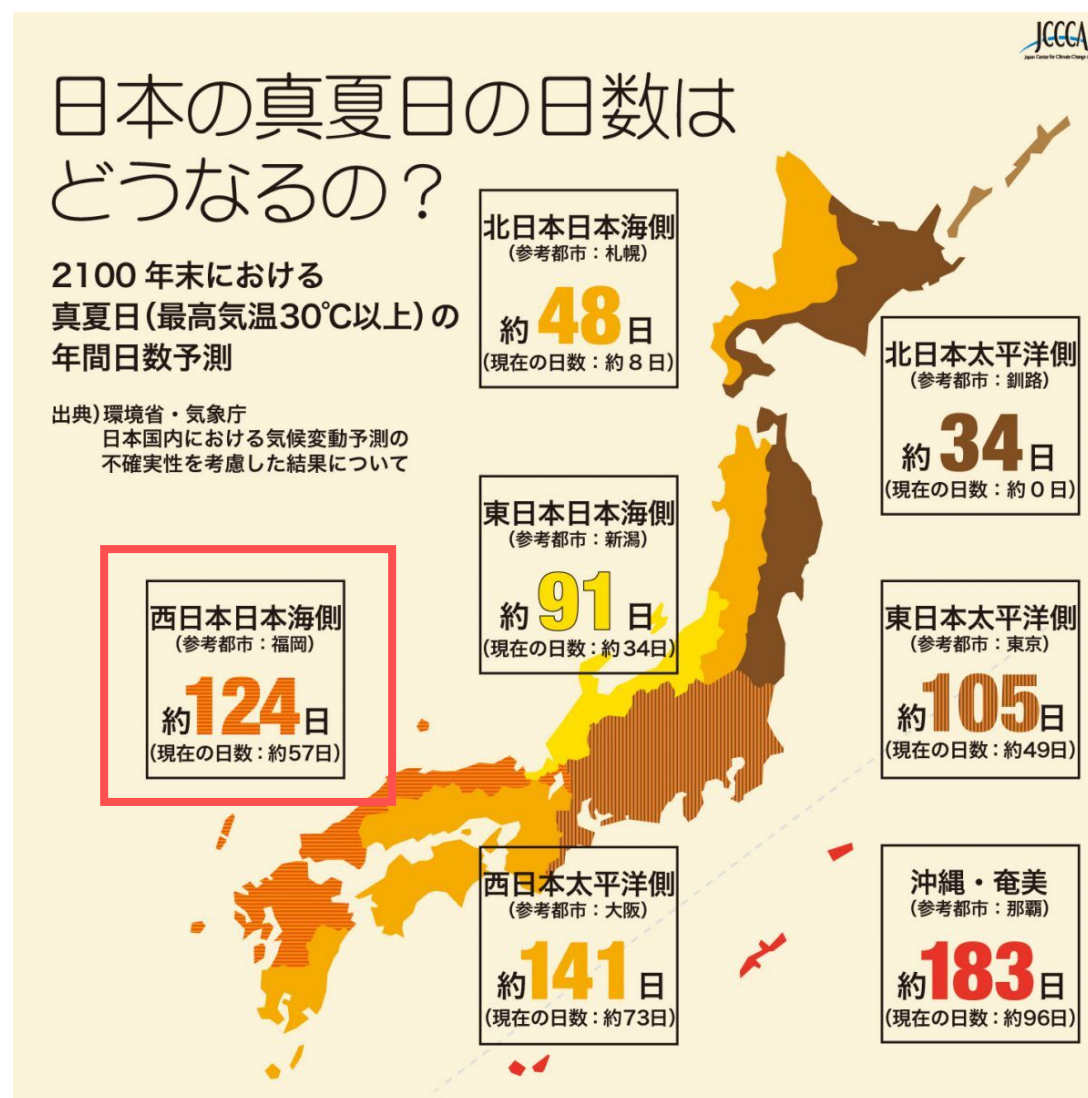 JCCCA
日本の真夏日の日数は
どうなるの？
2100 年末における
真夏日(最高気温30℃以上)の
年間日数予測
出典)環境省・気象庁
日本国内における気候変動予測の
不確実性を考慮した結果について
北日本日本海側
(参考都市：札幌)
約 48 日
(現在の日数：約 8 日)
北日本太平洋側
(参考都市：釧路)
約 34 日
(現在の日数：約 0 日)
東日本日本海側
(参考都市：新潟)
約 91 日
(現在の日数：約 34日)
西日本日本海側
(参考都市：福岡)
約124日
(現在の日数：約57日)
東日本太平洋側
(参考都市：東京)
約105日
(現在の日数：約49日)
西日本太平洋側
(参考都市：大阪)
約141 日
(現在の日数：約73日)
沖縄・奄美
(参考都市：那覇)
約183日
(現在の日数：約96日)